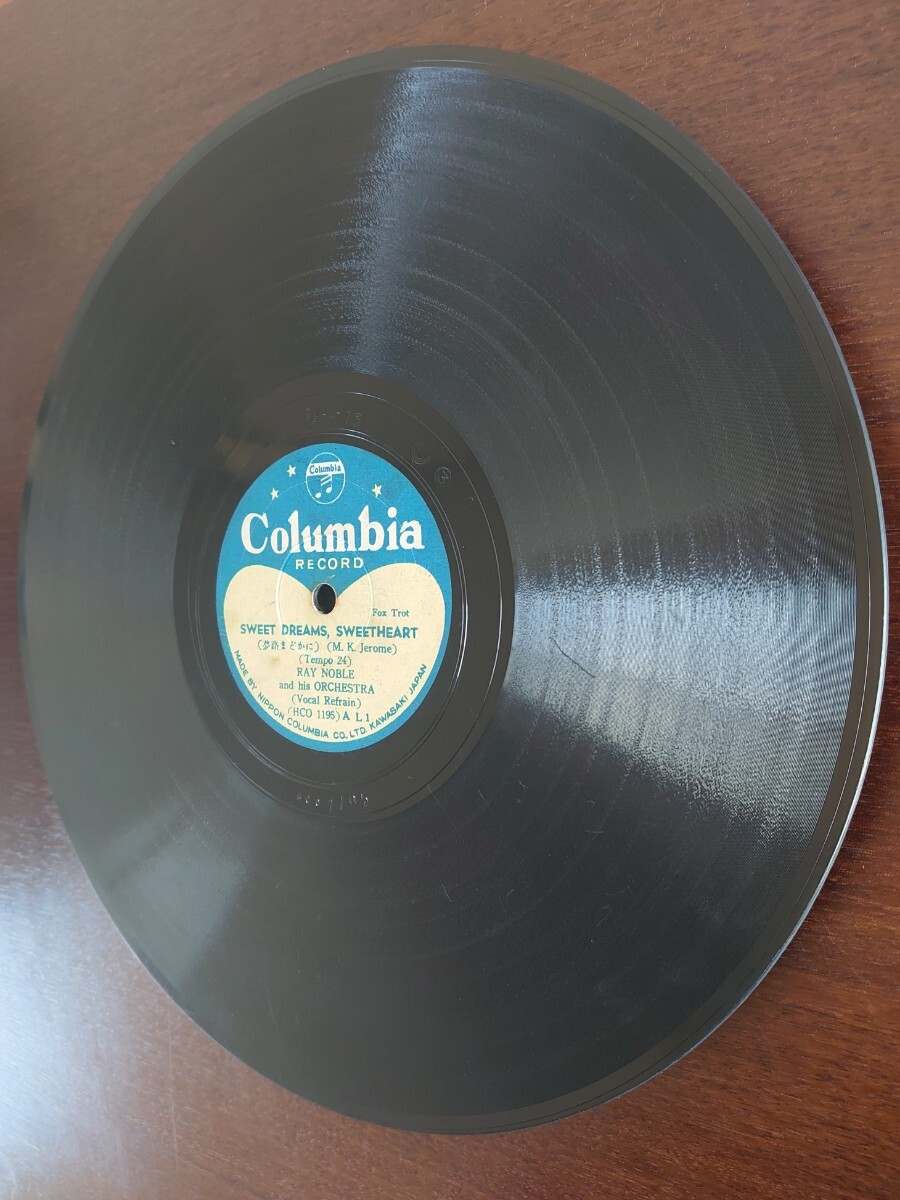 Columbia
Columbia
RECORD
Fox Trot
SWEET DREAMS, SWEETHEART
(夢路まどかに) (M. K. Jerome)
(Tempo 24)
RAY NOBLE
and his ORCHESTRA
(Vocal Refrain)
(HCO 1195) A L 1
MADE BY NIPPON COLUMBIA CO., LTD. KAWASAKI JAPAN